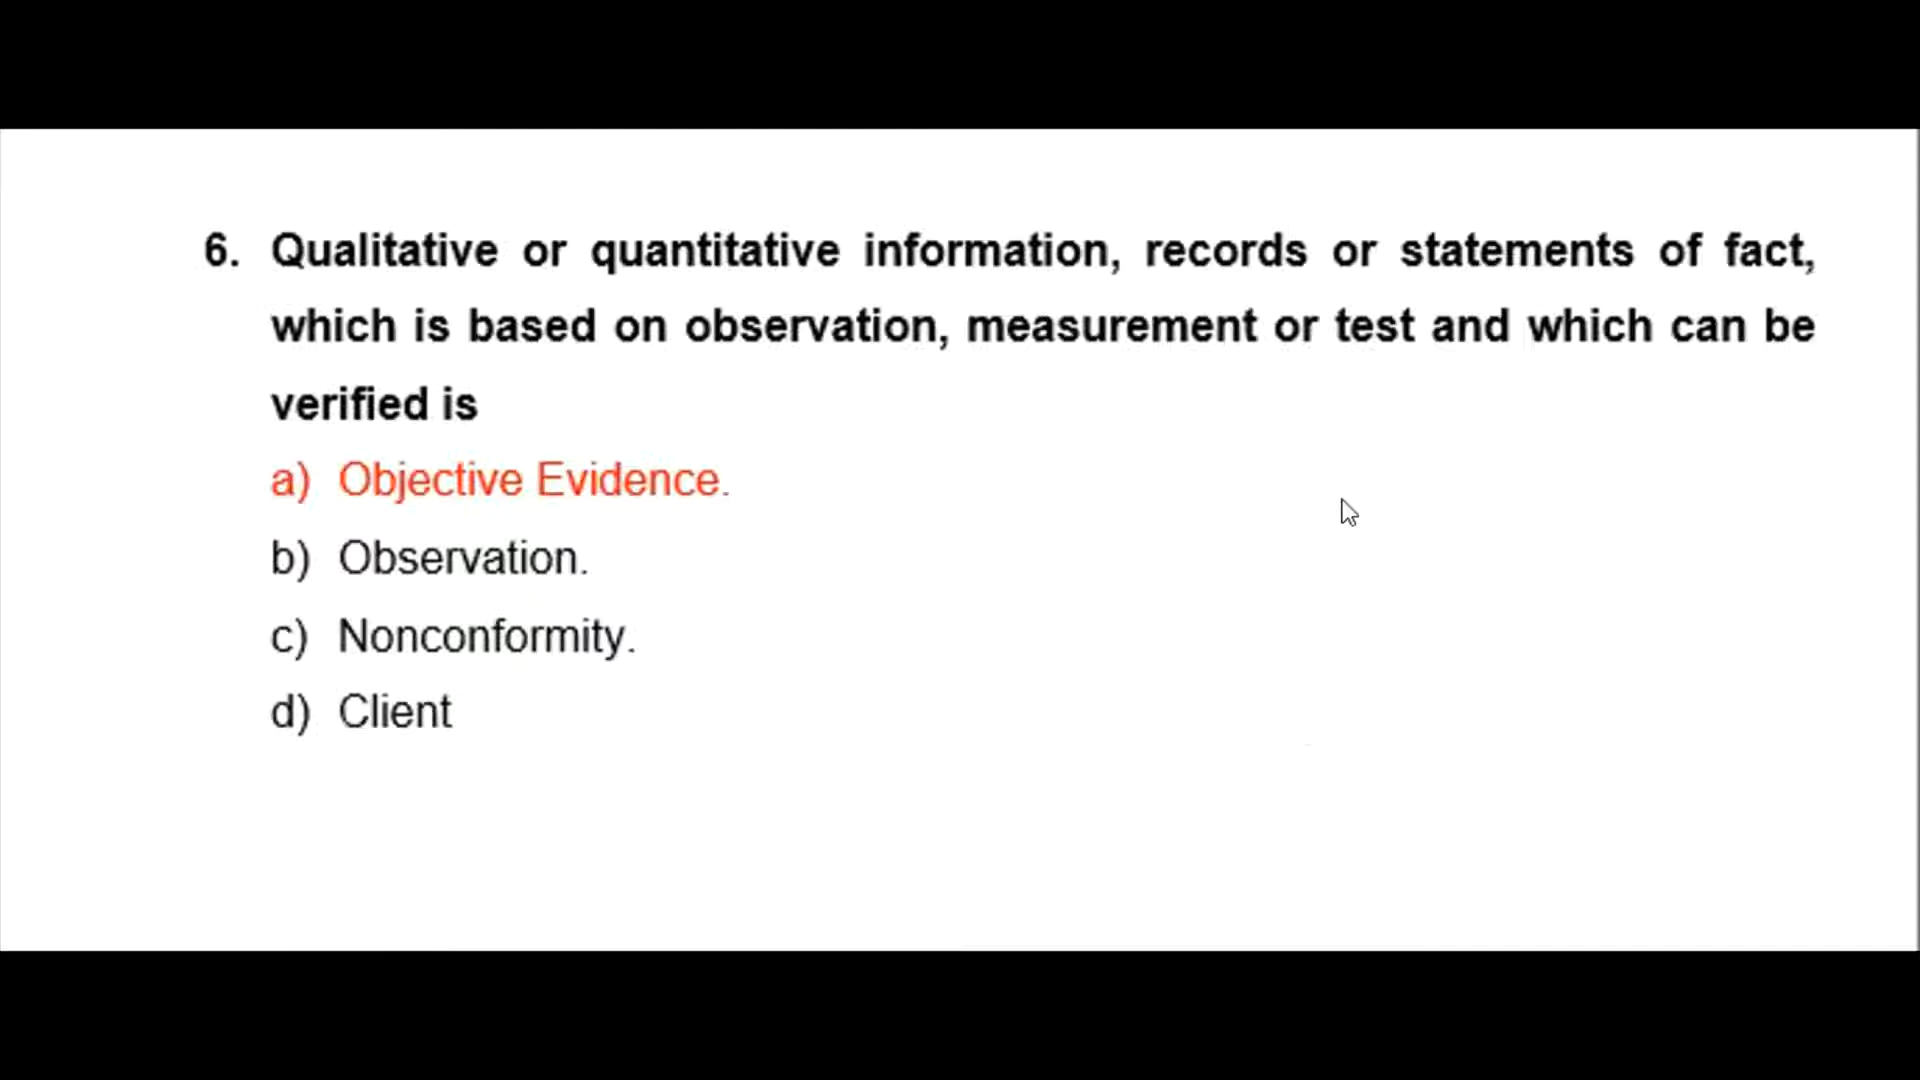 6. Qualitative or quantitative information, records or statements of fact,
which is based on observation, measurement or test and which can be
verified is
a) Objective Evidence.
b) Observation.
c) Nonconformity.
d) Client